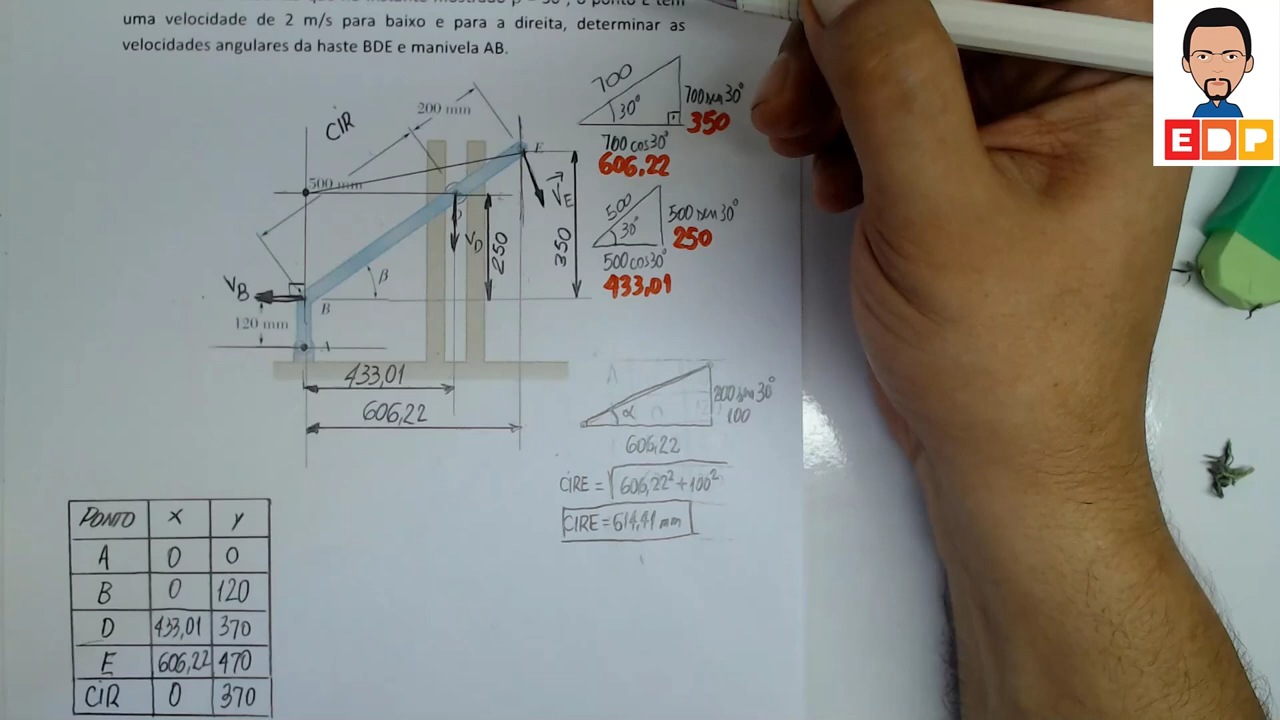 uma velocidade de 2 m/s para baixo e para a direita, determinar as
velocidades angulares da haste BDE e manivela AB.
200 mm
CIR
500 mm
E
V_E
D
V_D
250
350
V_B
B
β
120 mm
A
433,01
606,22
700
30°
700 sen 30°
350
700 cos 30°
606,22
500
30°
500 sen 30°
250
500 cos 30°
433,01
α
200 sen 30°
100
606,22
CIRE = √606,22² + 100²
CIRE = 614,41 mm
PONTO X Y
A 0 0
B 0 120
D 433,01 370
E 606,22 470
CIR 0 370
EDP